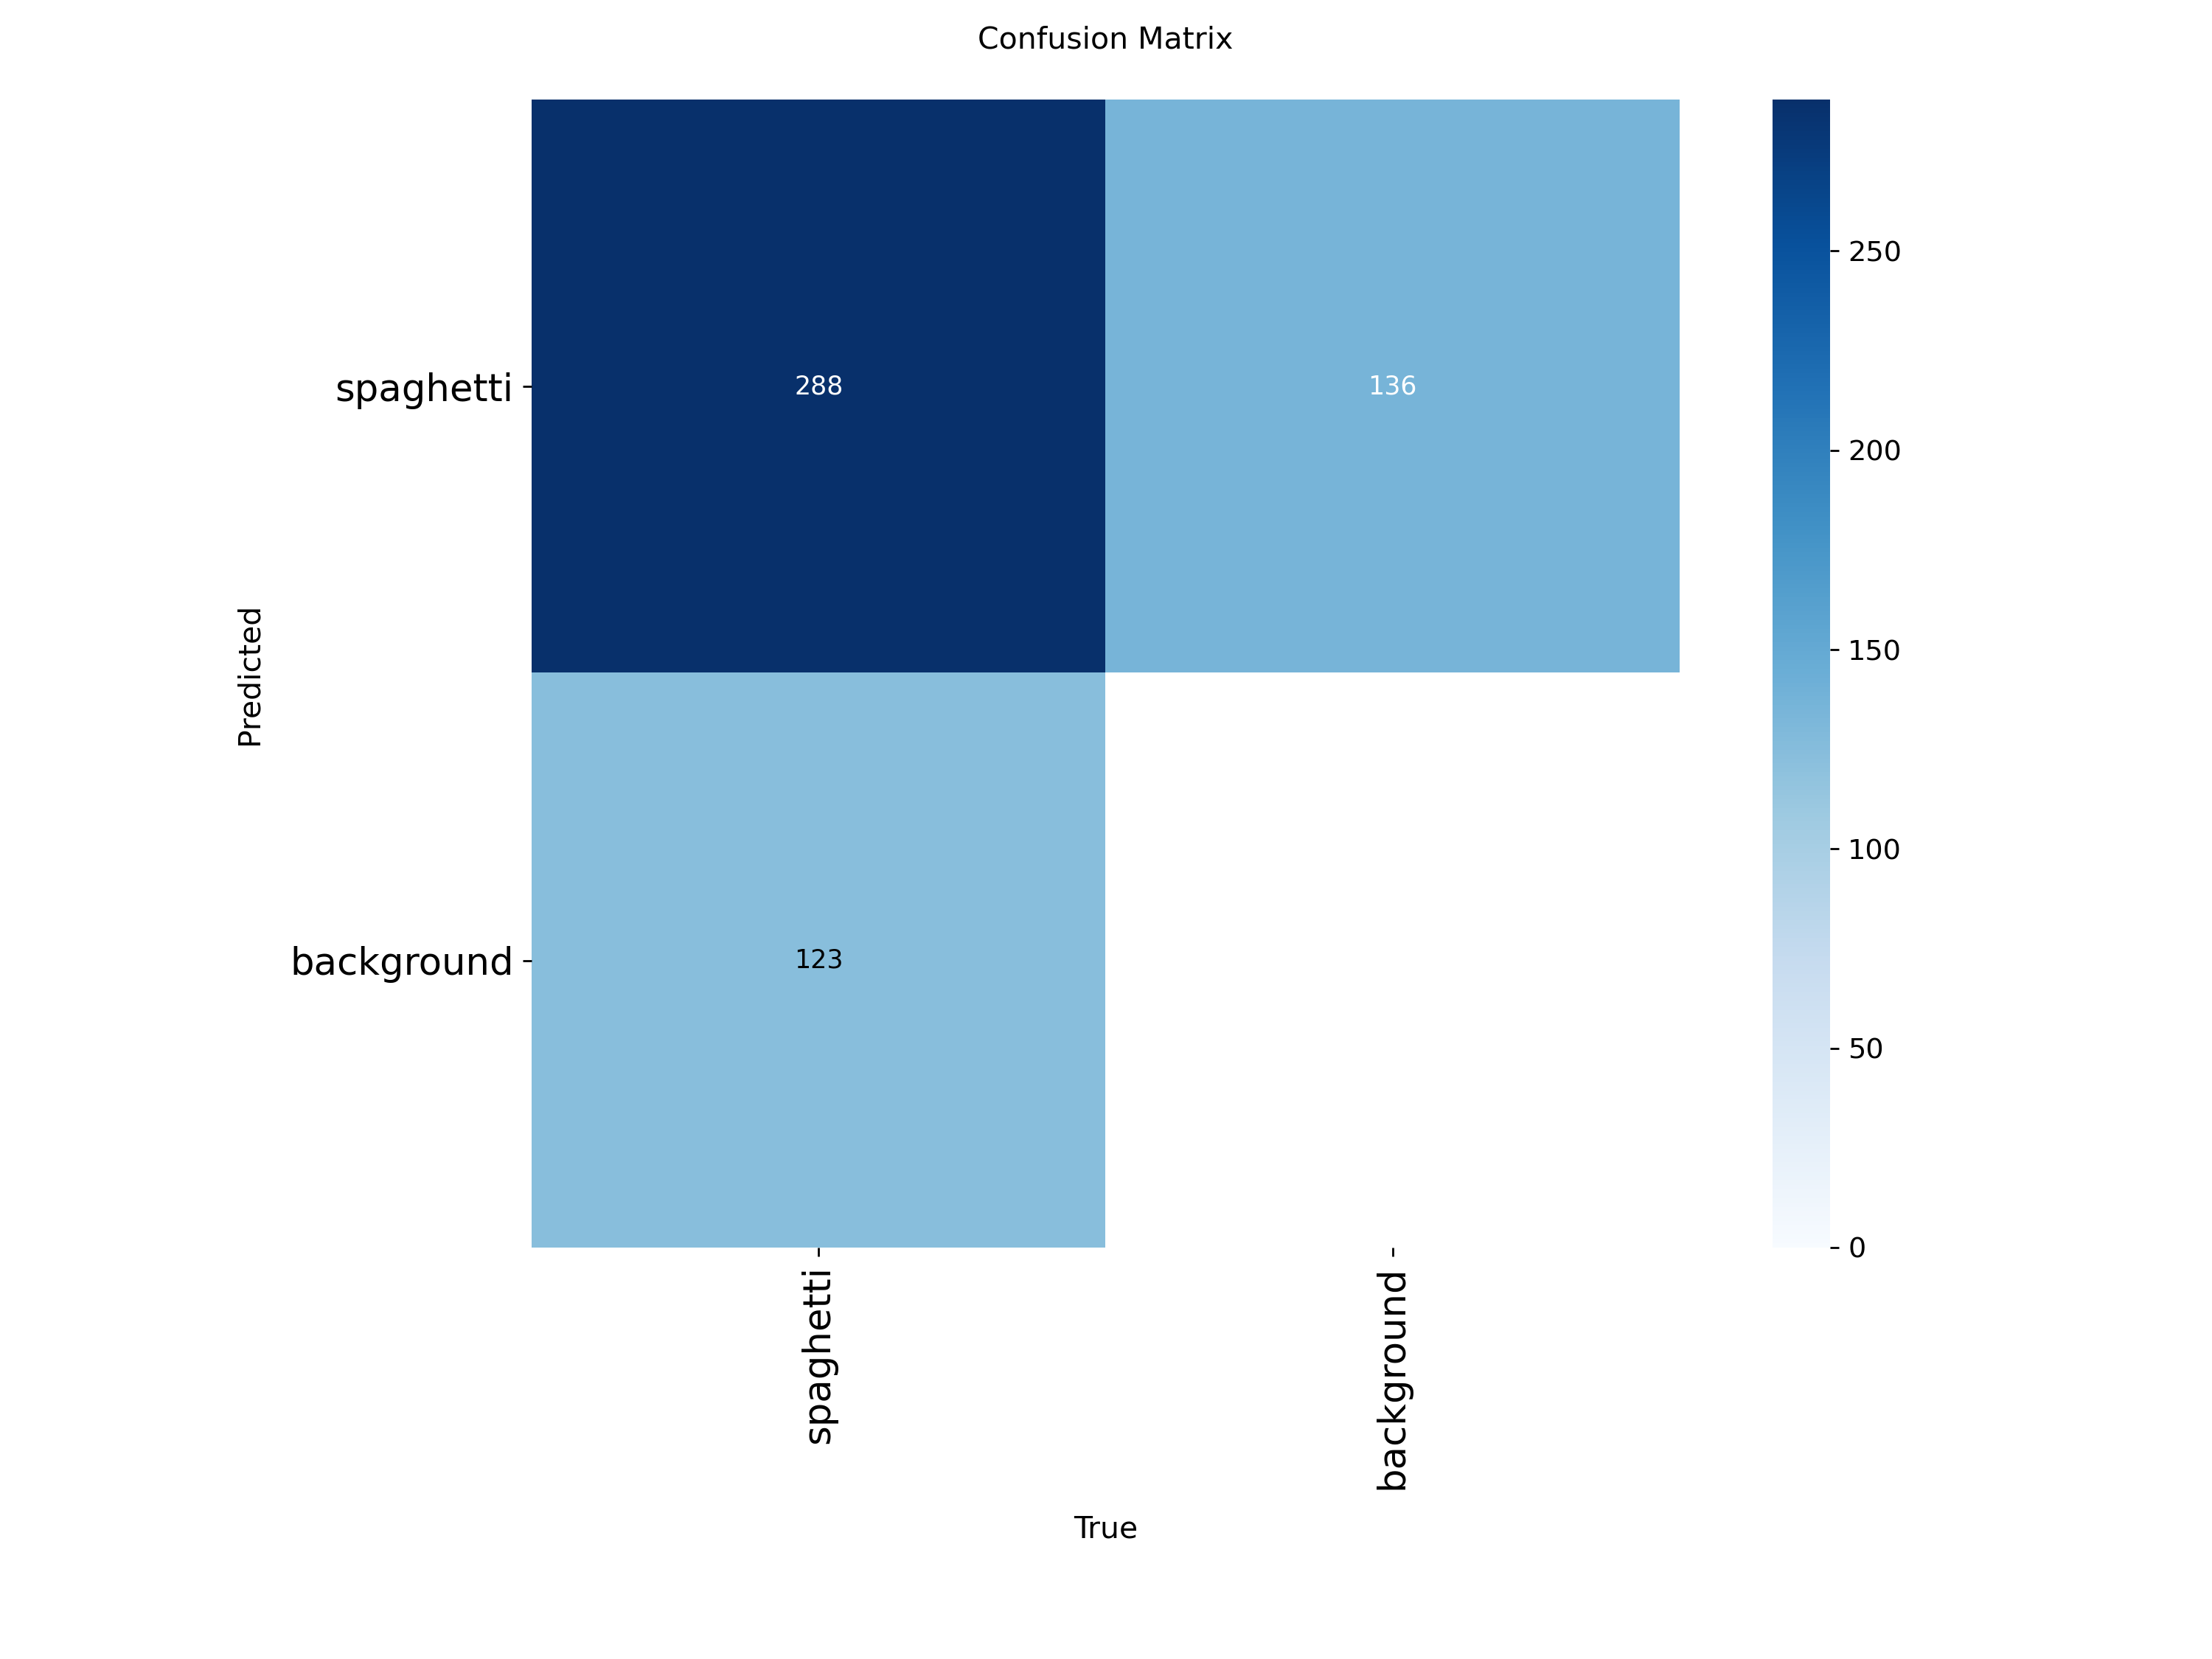 Confusion Matrix
spaghetti
288
136
250
200
150
100
50
0
Predicted
background
123
spaghetti
background
True